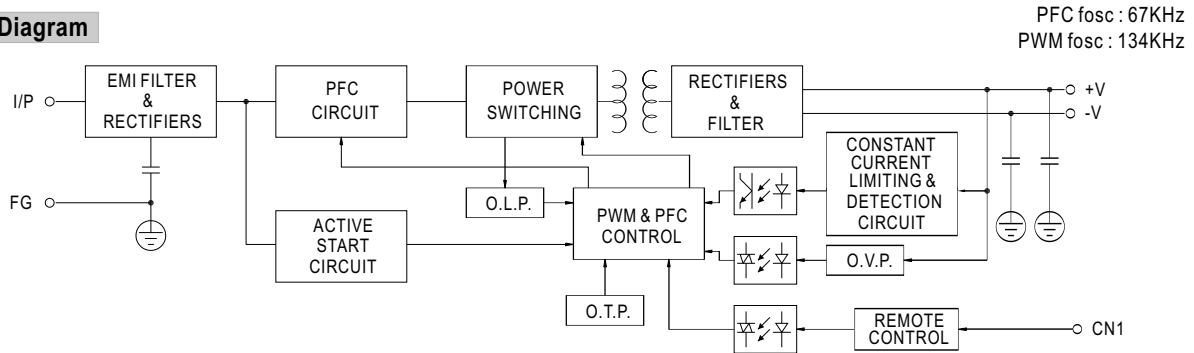 Diagram
PFC fosc : 67KHz
PWM fosc : 134KHz
I/P
EMI FILTER
&
RECTIFIERS
PFC
CIRCUIT
POWER
SWITCHING
RECTIFIERS
&
FILTER
+V
-V
FG
ACTIVE
START
CIRCUIT
O.L.P.
PWM & PFC
CONTROL
O.T.P.
CONSTANT
CURRENT
LIMITING &
DETECTION
CIRCUIT
O.V.P.
REMOTE
CONTROL
CN1